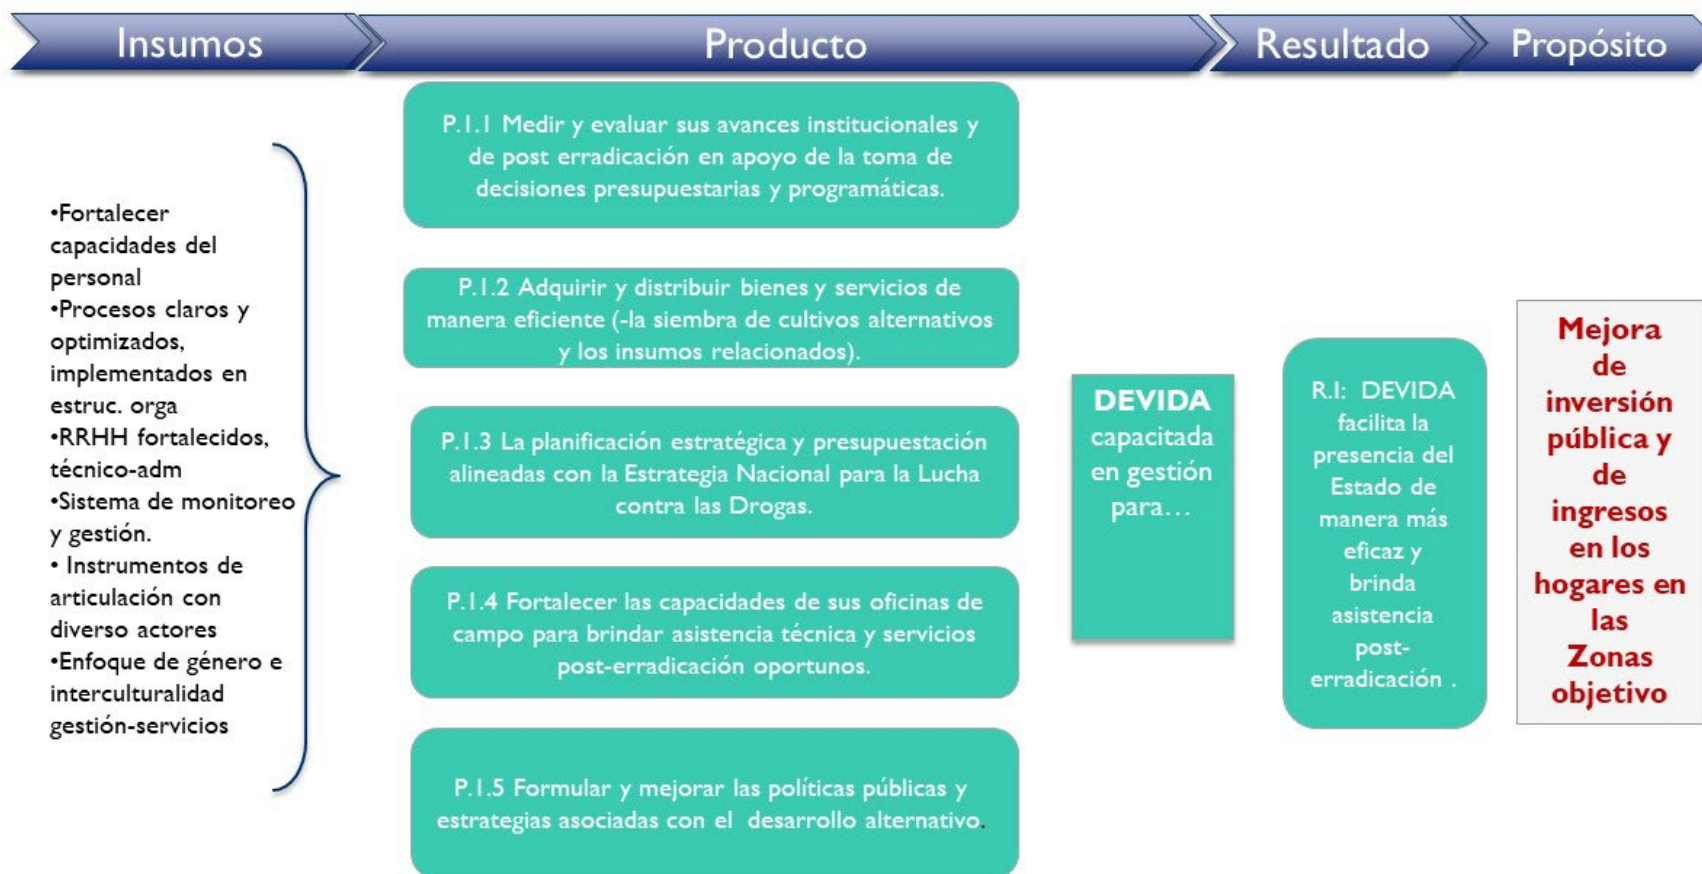 Insumos
Producto
Resultado
Propósito
•Fortalecer
capacidades del
personal
•Procesos claros y
optimizados,
implementados en
estruc. orga
•RRHH fortalecidos,
técnico-adm
•Sistema de monitoreo
y gestión.
• Instrumentos de
articulación con
diverso actores
•Enfoque de género e
interculturalidad
gestión-servicios
P.1.1 Medir y evaluar sus avances institucionales y
de post erradicación en apoyo de la toma de
decisiones presupuestarias y programáticas.
P.1.2 Adquirir y distribuir bienes y servicios de
manera eficiente (-la siembra de cultivos alternativos
y los insumos relacionados).
P.1.3 La planificación estratégica y presupuestación
alineadas con la Estrategia Nacional para la Lucha
contra las Drogas.
P.1.4 Fortalecer las capacidades de sus oficinas de
campo para brindar asistencia técnica y servicios
post-erradicación oportunos.
P.1.5 Formular y mejorar las políticas públicas y
estrategias asociadas con el desarrollo alternativo.
DEVIDA
capacitada
en gestión
para…
R.I: DEVIDA
facilita la
presencia del
Estado de
manera más
eficaz y
brinda
asistencia
post-
erradicación .
Mejora
de
inversión
pública y
de
ingresos
en los
hogares en
las
Zonas
objetivo